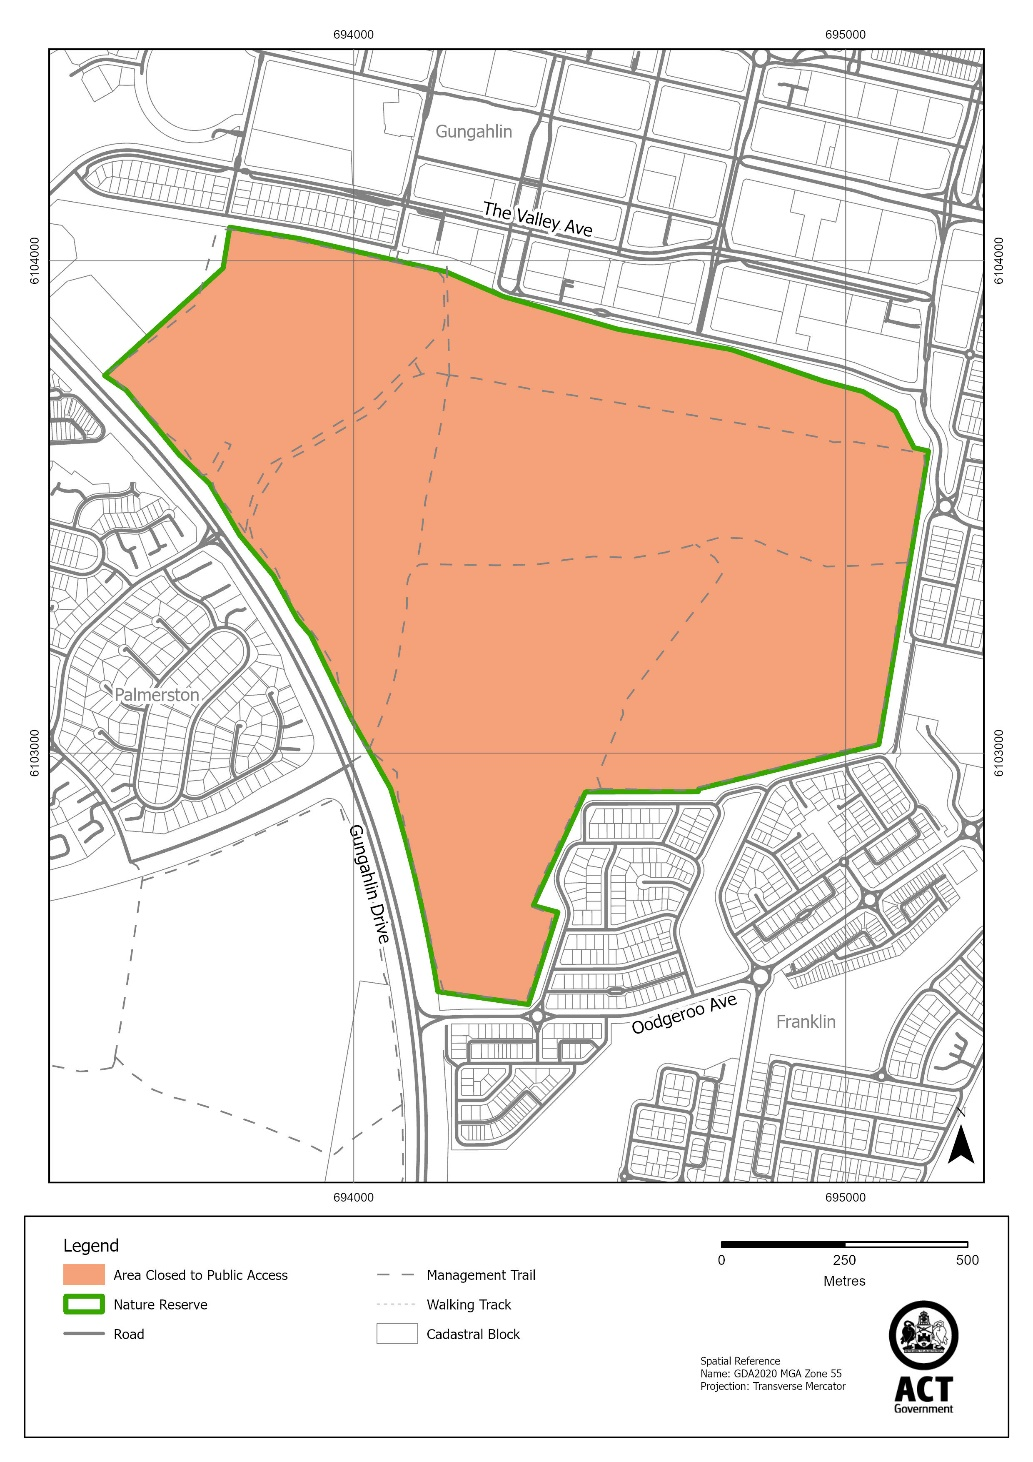 694000
695000
Gungahlin
The Valley Ave
6104000
6104000
Palmerston
6103000
6103000
Gungahlin Drive
Oodgeroo Ave
Franklin
694000
695000
Legend
Area Closed to Public Access
Nature Reserve
Road
Management Trail
Walking Track
Cadastral Block
0 250 500
Metres
Spatial Reference
Name: GDA2020 MGA Zone 55
Projection: Transverse Mercator
ACT
Government